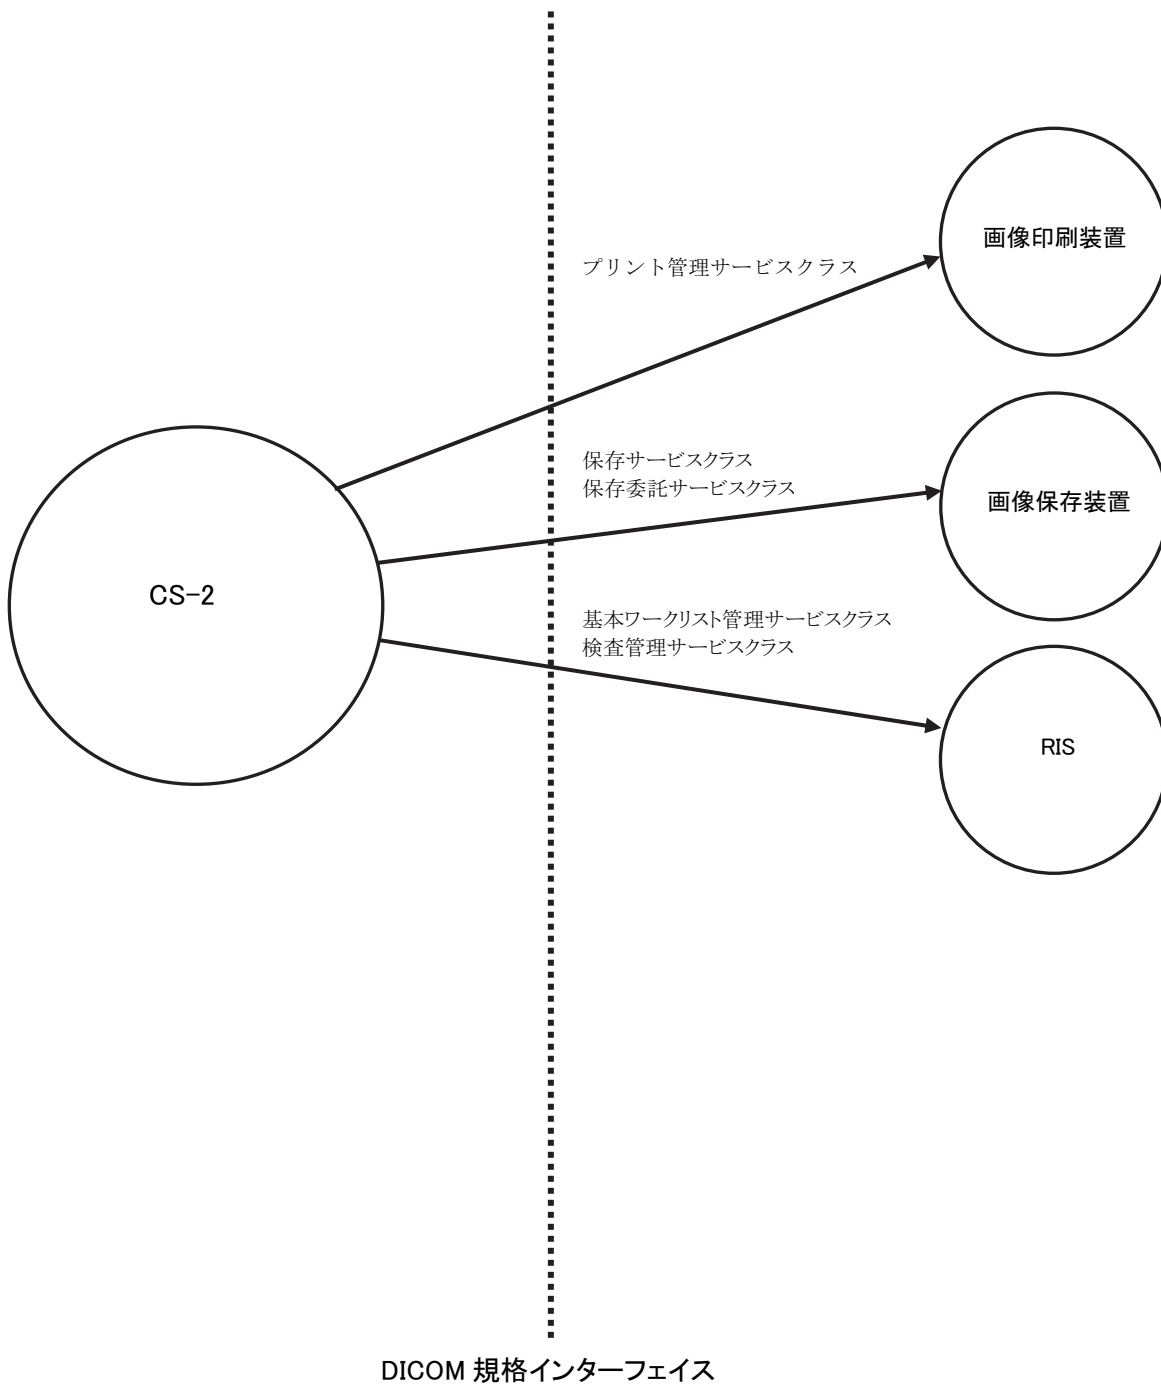 画像印刷装置
プリント管理サービスクラス
保存サービスクラス
保存委託サービスクラス
画像保存装置
CS-2
基本ワークリスト管理サービスクラス
検査管理サービスクラス
RIS
DICOM 規格インターフェイス